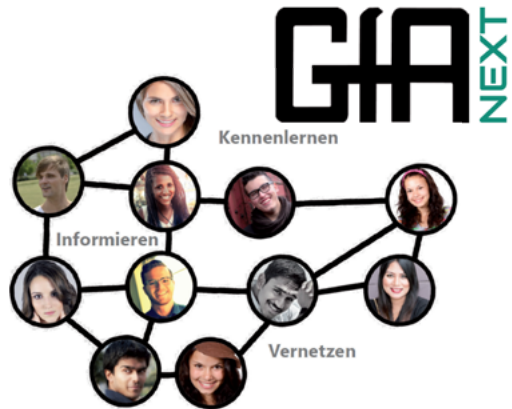 GfA
NEXT
Kennenlernen
Informieren
Vernetzen